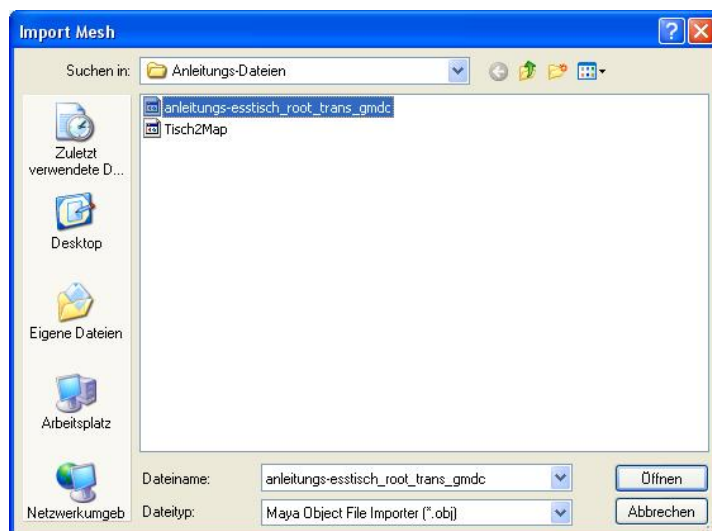 Import Mesh
Suchen in:
Anleitungs-Dateien
anleitungs-esstisch_root_trans_gmdc
Tisch2Map
Zuletzt
verwendete D...
Desktop
Eigene Dateien
Arbeitsplatz
Netzwerkumgeb
Dateiname:
anleitungs-esstisch_root_trans_gmdc
Öffnen
Dateityp:
Maya Object File Importer (*.obj)
Abbrechen